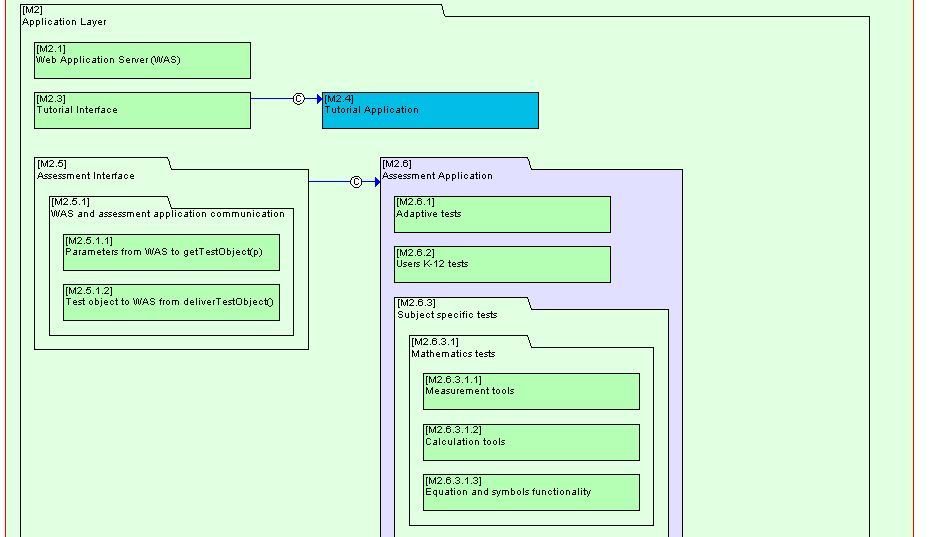 [M2]
Application Layer
[M2.1]
Web Application Server (WAS)
[M2.3]
Tutorial Interface
C
[M2.4]
Tutorial Application
[M2.5]
Assessment Interface
[M2.5.1]
WAS and assessment application communication
[M2.5.1.1]
Parameters from WAS to getTestObject(p)
[M2.5.1.2]
Test object to WAS from deliverTestObject()
C
[M2.6]
Assessment Application
[M2.6.1]
Adaptive tests
[M2.6.2]
Users K-12 tests
[M2.6.3]
Subject specific tests
[M2.6.3.1]
Mathematics tests
[M2.6.3.1.1]
Measurement tools
[M2.6.3.1.2]
Calculation tools
[M2.6.3.1.3]
Equation and symbols functionality